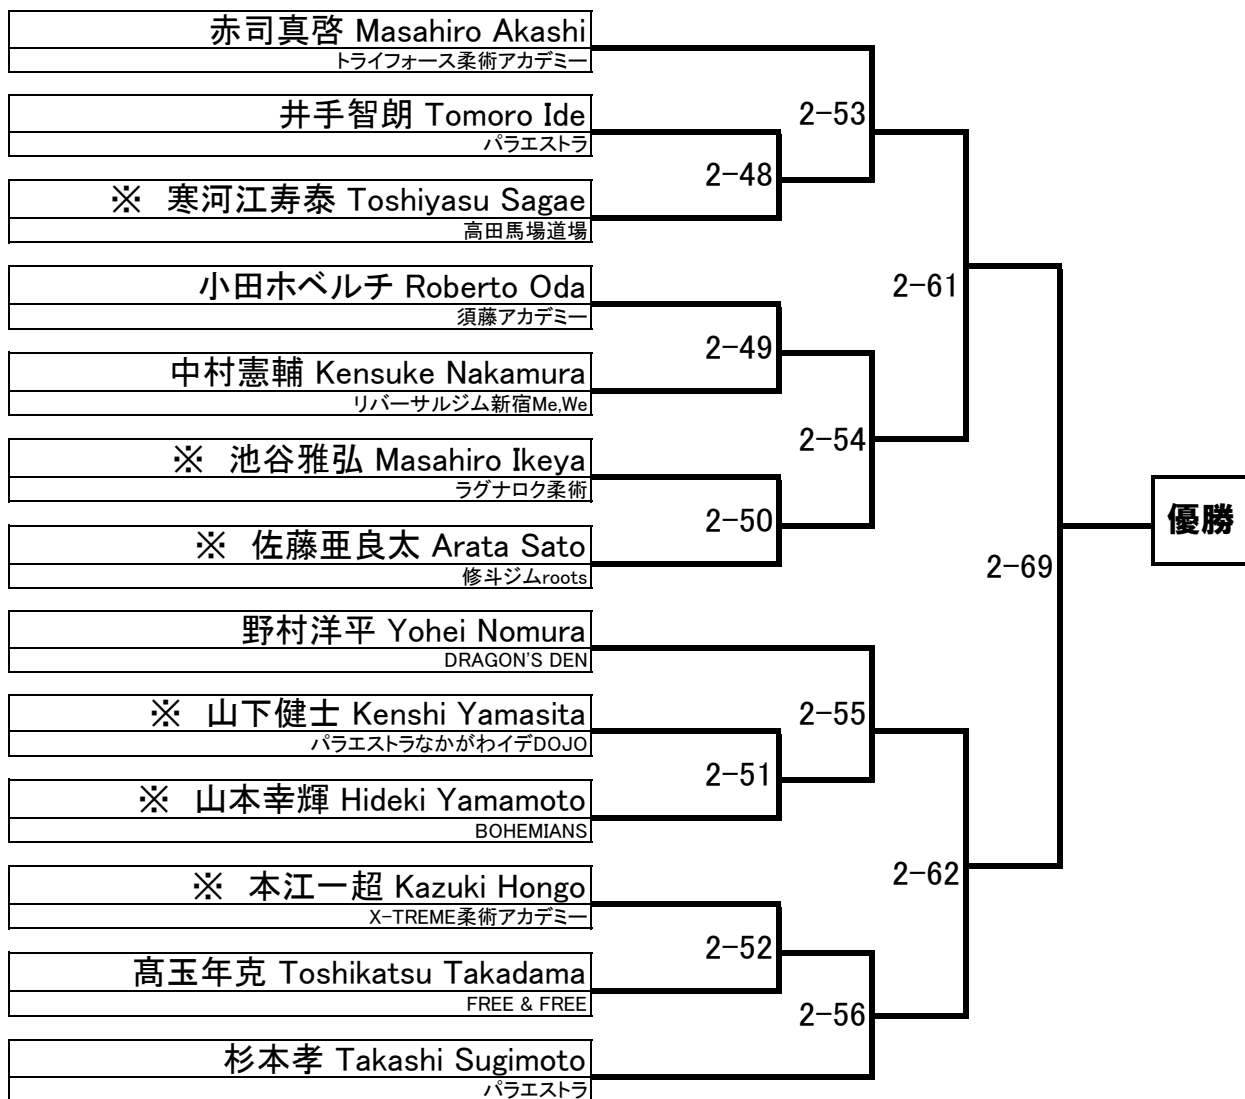 赤司真啓 Masahiro Akashi
トライフォース柔術アカデミー
井手智朗 Tomoro Ide
パラエストラ
※ 寒河江寿泰 Toshiyasu Sagae
高田馬場道場
小田ホベルチ Roberto Oda
須藤アカデミー
中村憲輔 Kensuke Nakamura
リバーサルジム新宿Me,We
※ 池谷雅弘 Masahiro Ikeya
ラグナロク柔術
※ 佐藤亜良太 Arata Sato
修斗ジムroots
野村洋平 Yohei Nomura
DRAGON'S DEN
※ 山下健士 Kenshi Yamasita
パラエストラなかがわイデDOJO
※ 山本幸輝 Hideki Yamamoto
BOHEMIANS
※ 本江一超 Kazuki Hongo
X-TREME柔術アカデミー
髙玉年克 Toshikatsu Takadama
FREE & FREE
杉本孝 Takashi Sugimoto
パラエストラ
2-48
2-49
2-50
2-51
2-52
2-53
2-54
2-55
2-56
2-61
2-62
2-69
優勝